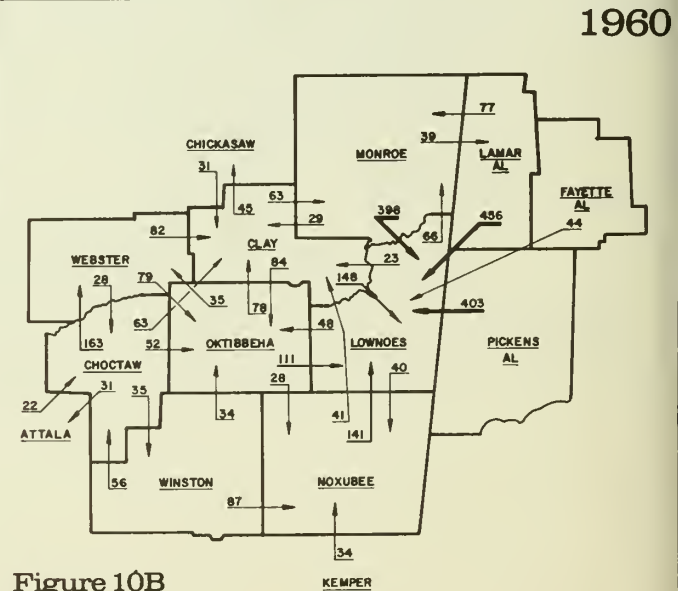 1960
77
39
CHICKASAW
MONROE
LAMAR
AL
31
45
63
398
FAYETTE
AL
456
82
29
44
CLAY
66
WEBSTER
84
23
28
79
35
148
403
63
78
48
163
52
OKTIBBEHA
LOWNOES
PICKENS
AL
111
CHOCTAW
28
40
22
31
35
34
41
ATTALA
141
56
WINSTON
NOXUBEE
87
34
Figure 10B
KEMPER